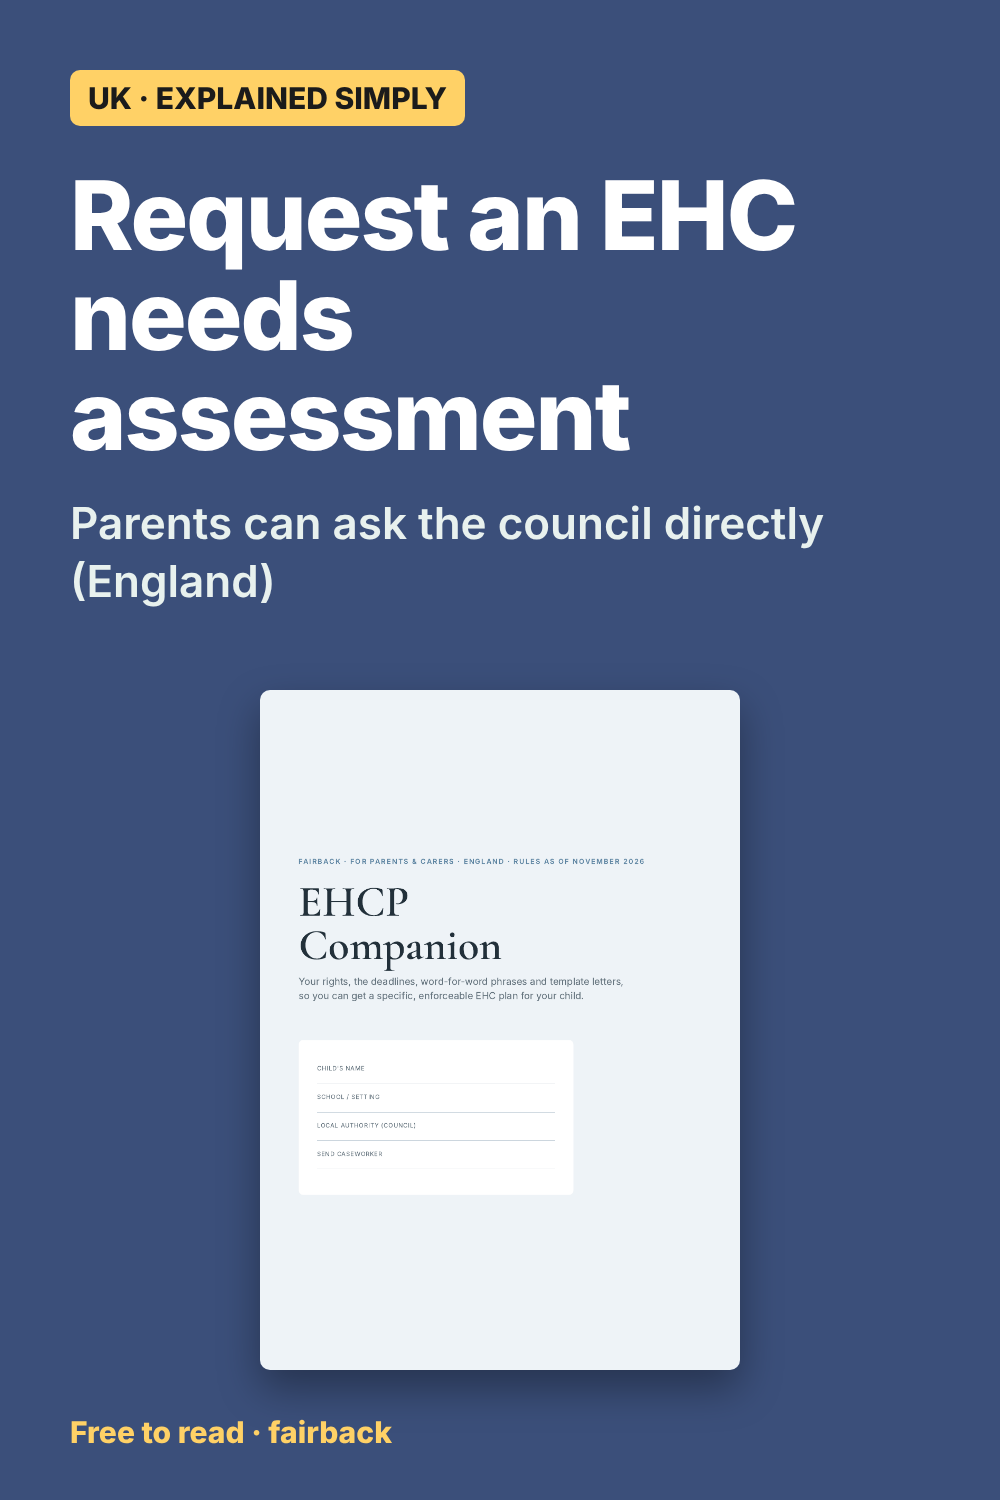 UK · EXPLAINED SIMPLY
Request an EHC
needs
assessment
Parents can ask the council directly
(England)
FAIRBACK · FOR PARENTS & CARERS · ENGLAND · RULES AS OF NOVEMBER 2026
EHCP
Companion
Your rights, the deadlines, word-for-word phrases and template letters,
so you can get a specific, enforceable EHC plan for your child.
CHILD'S NAME
SCHOOL / SETTING
LOCAL AUTHORITY (COUNCIL)
SEND CASEWORKER
Free to read · fairback